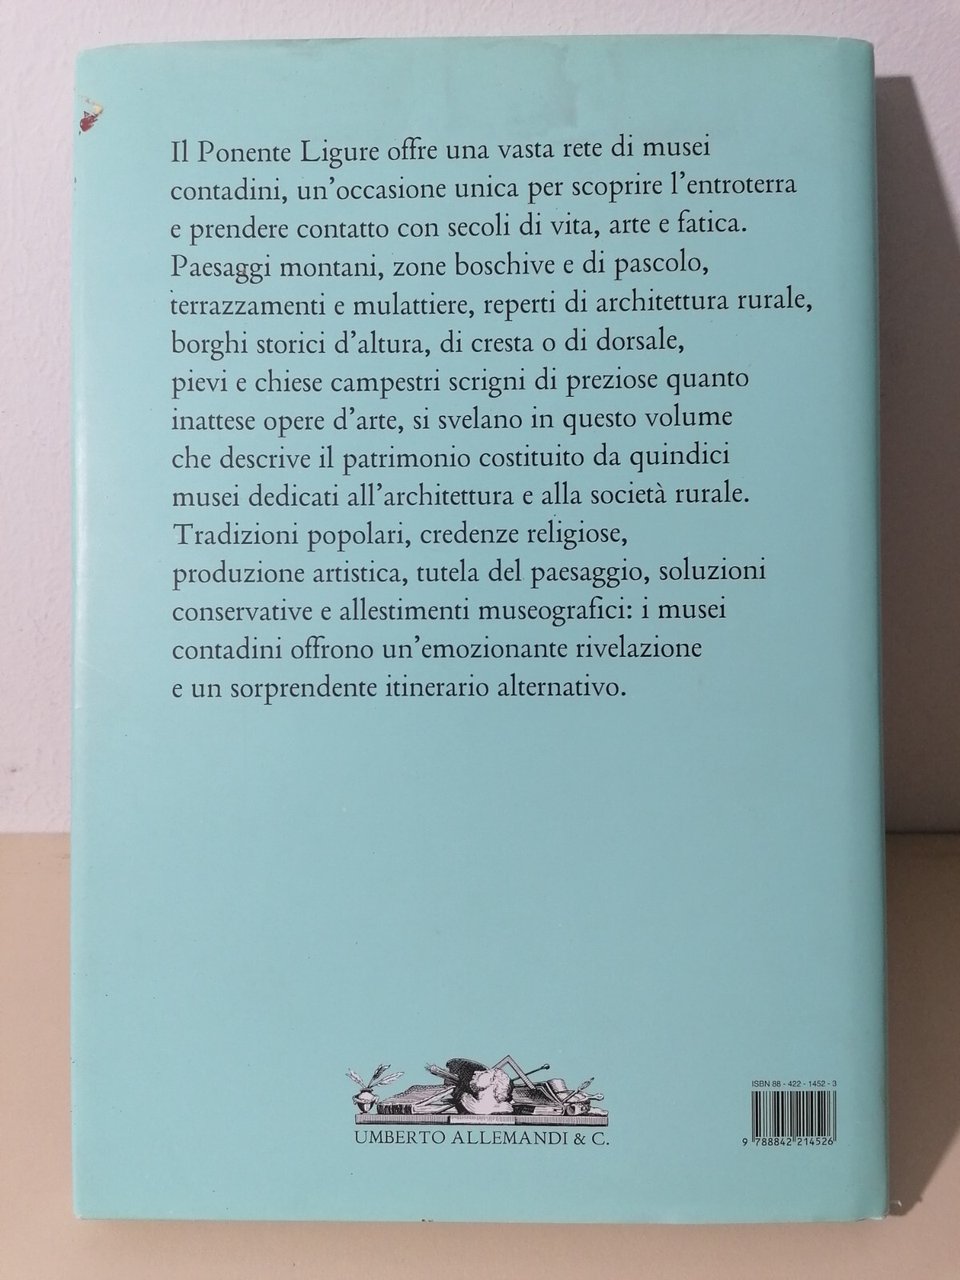 Il Ponente Ligure offre una vasta rete di musei
contadini, un'occasione unica per scoprire l'entroterra
e prendere contatto con secoli di vita, arte e fatica.
Paesaggi montani, zone boschive e di pascolo,
terrazzamenti e mulattiere, reperti di architettura rurale,
borghi storici d'altura, di cresta o di dorsale,
pievi e chiese campestri scrigni di preziose quanto
inattese opere d'arte, si svelano in questo volume
che descrive il patrimonio costituito da quindici
musei dedicati all'architettura e alla società rurale.
Tradizioni popolari, credenze religiose,
produzione artistica, tutela del paesaggio, soluzioni
conservative e allestimenti museografici: i musei
contadini offrono un'emozionante rivelazione
e un sorprendente itinerario alternativo.
UMBERTO ALLEMANDI & C.
ISBN 88 - 422 - 1452 - 3
9 788842 214526